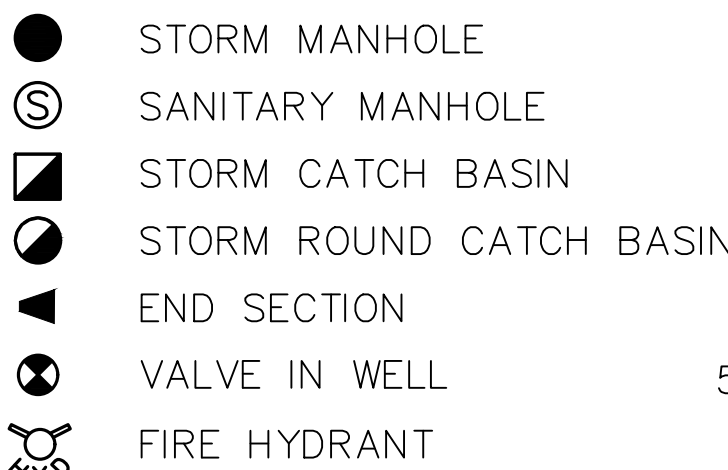 STORM MANHOLE
S SANITARY MANHOLE
STORM CATCH BASIN
STORM ROUND CATCH BASIN
END SECTION
VALVE IN WELL
FIRE HYDRANT